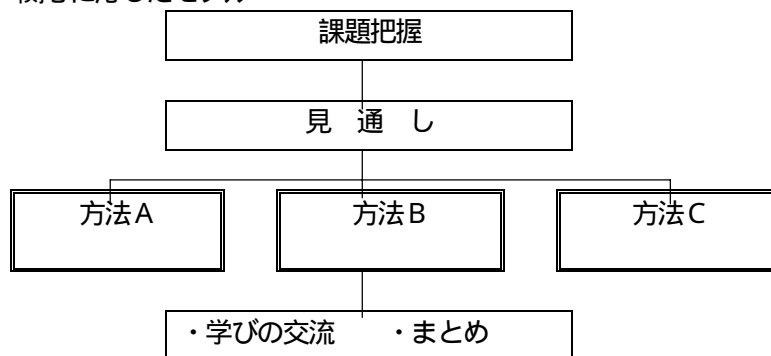 課題把握
見 通 し
方法A 方法B 方法C
・学びの交流 ・まとめ